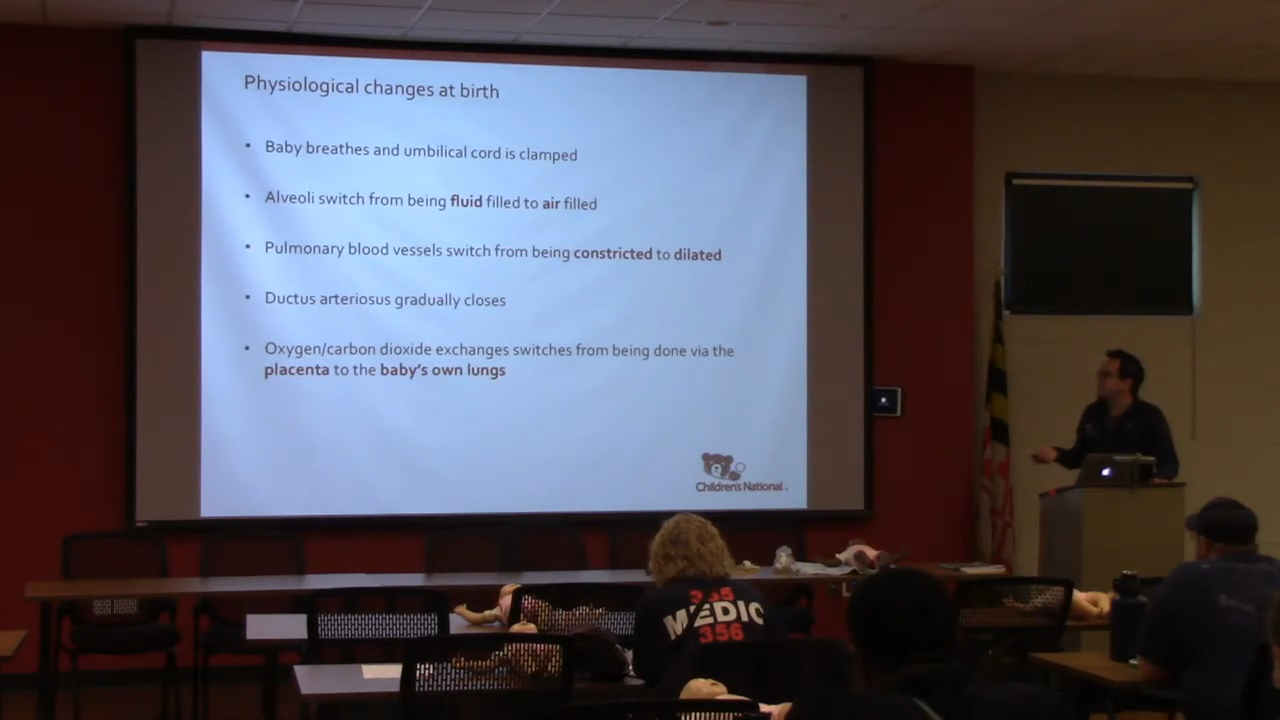 Physiological changes at birth
• Baby breathes and umbilical cord is clamped
• Alveoli switch from being fluid filled to air filled
• Pulmonary blood vessels switch from being constricted to dilated
• Ductus arteriosus gradually closes
• Oxygen/carbon dioxide exchanges switches from being done via the
placenta to the baby's own lungs
Children's National
MEDIC
356